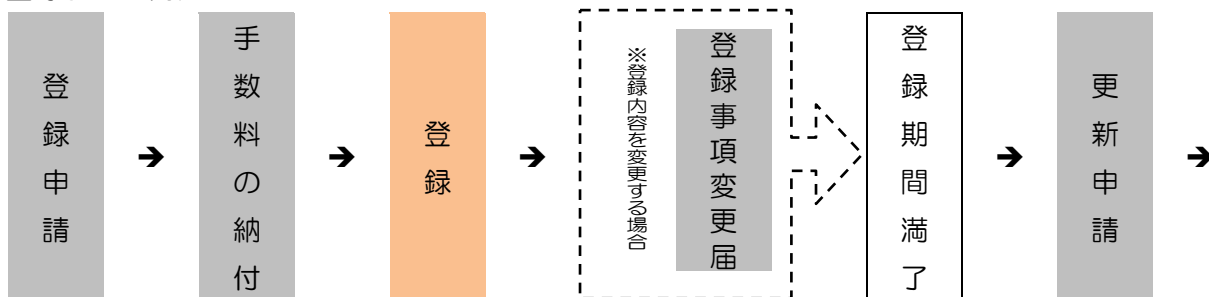 登録申請
➔
手数料の納付
➔
登録
➔
※登録内容を変更する場合
登録事項変更届
登録期間満了
➔
更新申請
➔